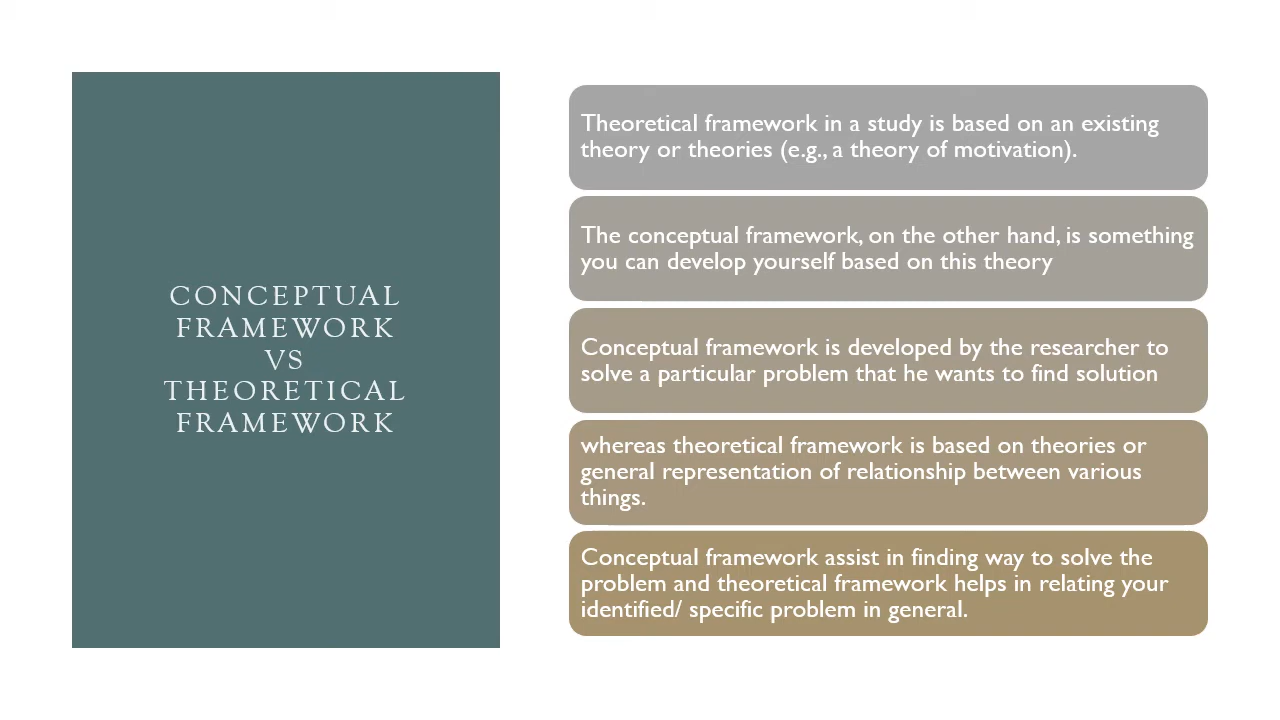 CONCEPTUAL
FRAMEWORK
VS
THEORETICAL
FRAMEWORK
Theoretical framework in a study is based on an existing
theory or theories (e.g., a theory of motivation).
The conceptual framework, on the other hand, is something
you can develop yourself based on this theory
Conceptual framework is developed by the researcher to
solve a particular problem that he wants to find solution
whereas theoretical framework is based on theories or
general representation of relationship between various
things.
Conceptual framework assist in finding way to solve the
problem and theoretical framework helps in relating your
identified/ specific problem in general.